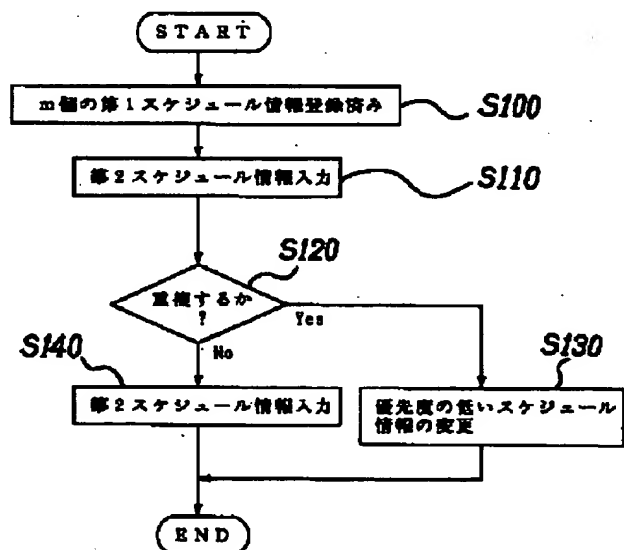 START
m個の第1スケジュール情報登録済み
S100
第2スケジュール情報入力
S110
S120
重複するか
?
Yes
No
S140
S130
第2スケジュール情報入力
優先度の低いスケジュール
情報の変更
END